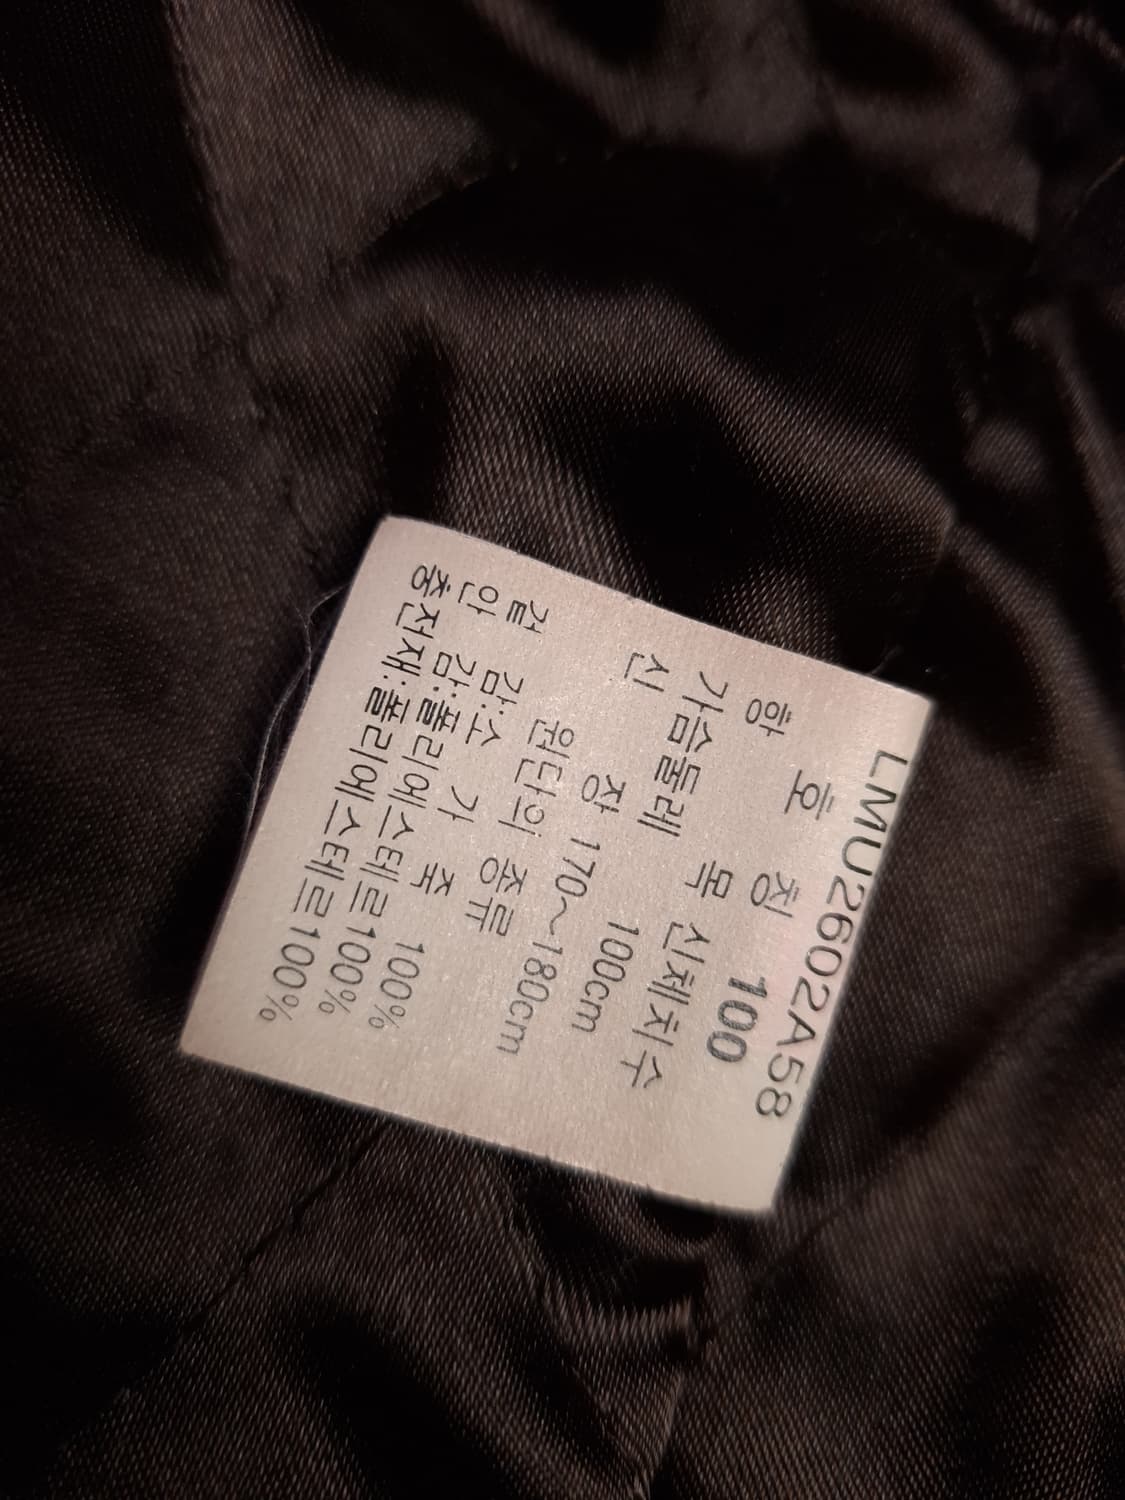 LMU2602A58
호 칭 100
항 목 신체치수
가슴둘레 100cm
신 장 170~180cm
원단의 종류
겉 감:소 가 죽 100%
안 감:폴리에스테르100%
충전재:폴리에스테르100%